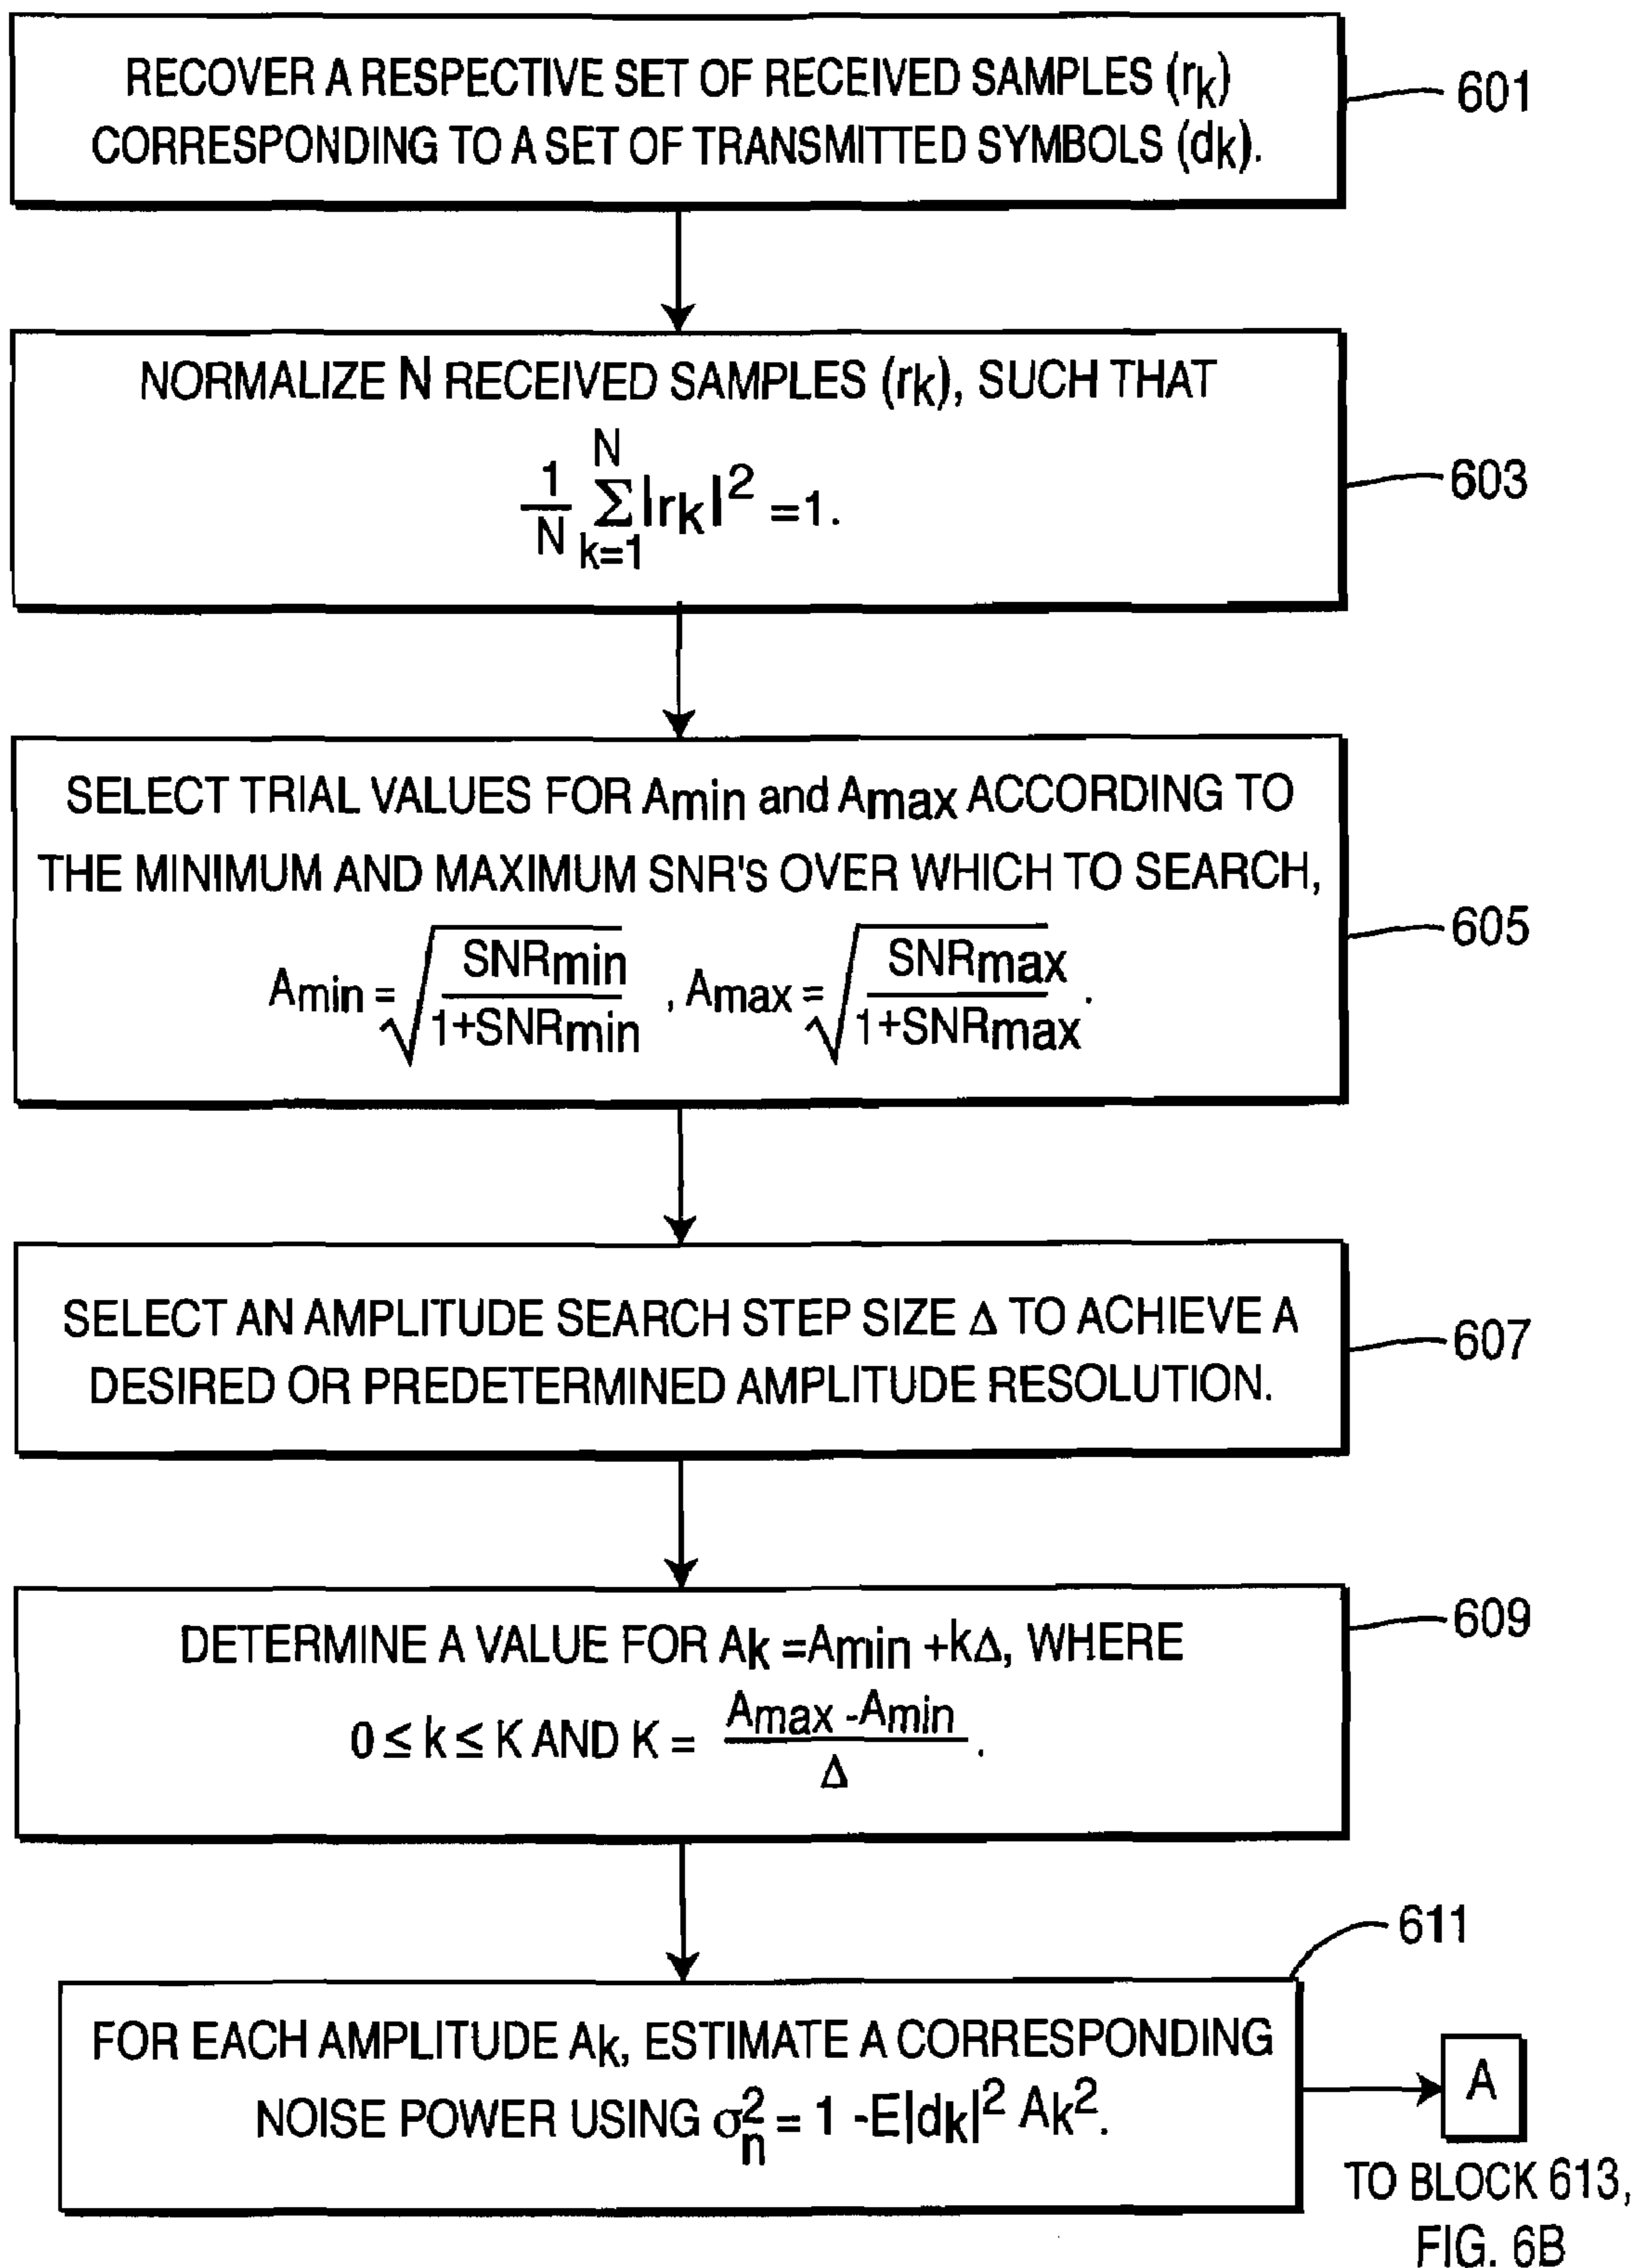 RECOVER A RESPECTIVE SET OF RECEIVED SAMPLES (rk)
CORRESPONDING TO A SET OF TRANSMITTED SYMBOLS (dk).
601
NORMALIZE N RECEIVED SAMPLES (rk), SUCH THAT
1/N Σ_{k=1}^{N} |rk|² =1.
603
SELECT TRIAL VALUES FOR Amin and Amax ACCORDING TO
THE MINIMUM AND MAXIMUM SNR's OVER WHICH TO SEARCH,
Amin = √(SNRmin / 1+SNRmin) , Amax = √(SNRmax / 1+SNRmax) .
605
SELECT AN AMPLITUDE SEARCH STEP SIZE Δ TO ACHIEVE A
DESIRED OR PREDETERMINED AMPLITUDE RESOLUTION.
607
DETERMINE A VALUE FOR Ak =Amin +kΔ, WHERE
0 ≤ k ≤ K AND K = Amax -Amin / Δ .
609
611
FOR EACH AMPLITUDE Ak, ESTIMATE A CORRESPONDING
NOISE POWER USING σn² = 1 -E|dk|² Ak².
A
TO BLOCK 613,
FIG. 6B